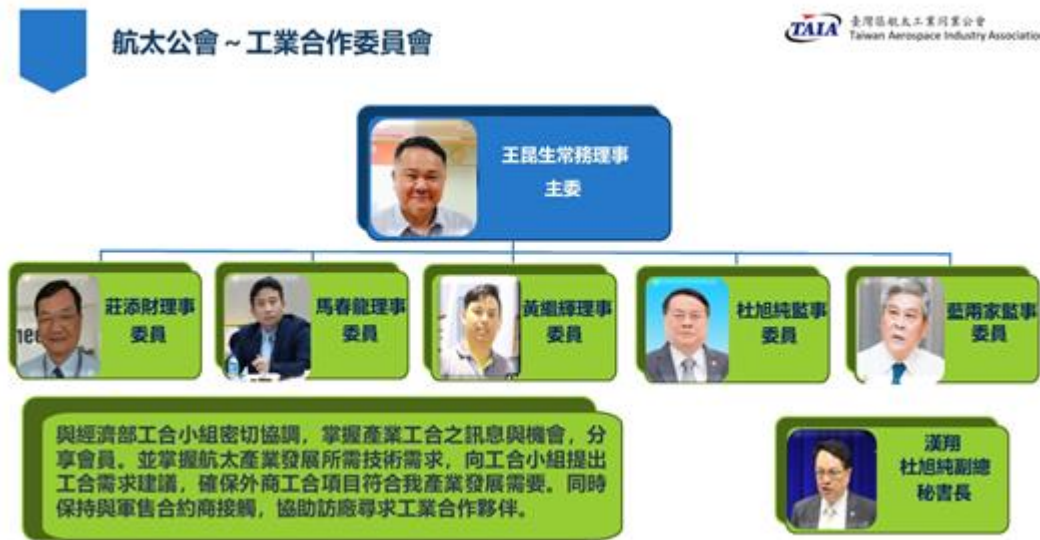 航太公會～工業合作委員會
TAIA
臺灣區航太工業同業公會
Taiwan Aerospace Industry Associatio
王昆生常務理事
主委
莊添財理事
委員
馬春龍理事
委員
黃繼輝理事
委員
杜旭純監事
委員
藍兩家監事
委員
與經濟部工合小組密切協調，掌握產業工合之訊息與機會，分
享會員。並掌握航太產業發展所需技術需求，向工合小組提出
工合需求建議，確保外商工合項目符合我產業發展需要。同時
保持與軍售合約商接觸，協助訪廠尋求工業合作夥伴。
漢翔
杜旭純副總
秘書長